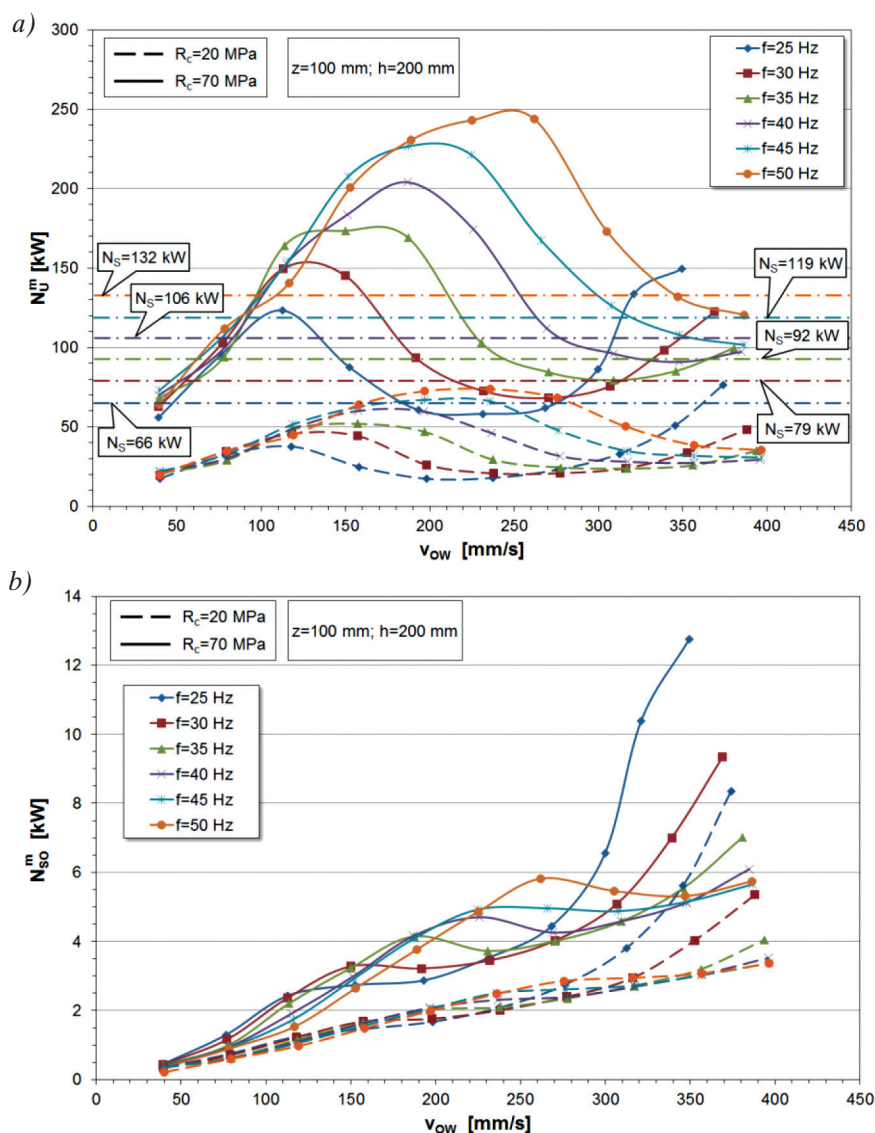 a)
300
250
200
150
100
50
0
N_U^m [kW]
R_c=20 MPa
R_c=70 MPa
z=100 mm; h=200 mm
f=25 Hz
f=30 Hz
f=35 Hz
f=40 Hz
f=45 Hz
f=50 Hz
N_S=132 kW
N_S=106 kW
N_S=66 kW
N_S=119 kW
N_S=92 kW
N_S=79 kW
0 50 100 150 200 250 300 350 400 450
v_OW [mm/s]
b)
14
12
10
8
6
4
2
0
N_SO^m [kW]
R_c=20 MPa
R_c=70 MPa
z=100 mm; h=200 mm
f=25 Hz
f=30 Hz
f=35 Hz
f=40 Hz
f=45 Hz
f=50 Hz
0 50 100 150 200 250 300 350 400 450
v_OW [mm/s]